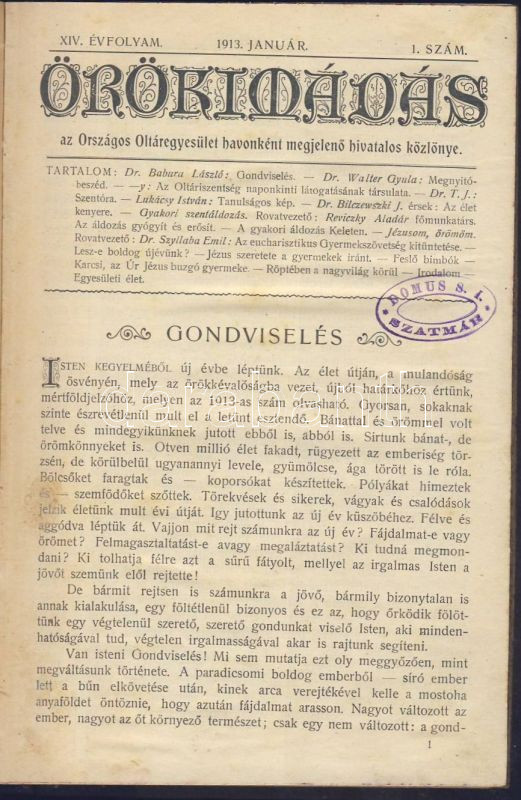 XIV. ÉVFOLYAM. 1913. JANUÁR. 1. SZÁM.
ÖRÖKIMÁDÁS
az Országos Oltáregyesület havonként megjelenő hivatalos közlönye.
TARTALOM: Dr. Babura László: Gondviselés. — Dr. Walter Gyula: Megnyitó-
beszéd. — —y: Az Oltáriszentség naponkinti látogatásának társulata. — Dr. T. J.:
Szentóra. — Lukácsy István: Tanulságos kép. — Dr. Bilczewszki J. érsek: Az élet
kenyere. — Gyakori szentáldozás. Rovatvezető: Reviczky Aladár főmunkatárs.
Az áldozás gyógyít és erősít. — A gyakori áldozás Keleten. — Jézusom, örömöm.
Rovatvezető: Dr. Szyilaba Emil: Az eucharisztikus Gyermekszövetség kitüntetése. —
Lesz-e boldog újévünk? — Jézus szeretete a gyermekek iránt. — Feslő bimbók —
Karcsi, az Úr Jézus buzgó gyermeke. — Röptében a nagyvilág körül — Irodalom —
Egyesületi élet.
DOMUS S. I.
SZATMÁR
GONDVISELÉS
ISTEN KEGYELMÉBŐL új évbe léptünk. Az élet útján, a mulandóság
ösvényén, mely az örökkévalóságba vezet, újból határkőhöz értünk,
mértföldjelzőhöz, melyen az 1913-as szám olvasható. Gyorsan, sokaknak
szinte észrevétlenül mult el a letünt esztendő. Bánattal és örömmel volt
telve és mindegyikünknek jutott ebből is, abból is. Sirtunk bánat-, de
örömkönnyeket is. Ötven millió élet fakadt, rügyezett az emberiség tör-
zsén, de körülbelül ugyanannyi levele, gyümölcse, ága törött is le róla.
Bölcsőket faragtak és — koporsókat készítettek. Pólyákat himeztek
és — szemfödőket szőttek. Törekvések és sikerek, vágyak és csalódások
jelzik életünk mult évi útját. Igy jutottunk az új év küszöbéhez. Félve és
aggódva léptük át. Vajjon mit rejt számunkra az új év? Fájdalmat-e vagy
örömet? Felmagasztaltatást-e avagy megaláztatást? Ki tudná megmon-
dani? Ki tolhatja félre azt a sűrű fátyolt, mellyel az irgalmas Isten a
jövőt szemünk elől rejtette!
De bármit rejtsen is számunkra a jövő, bármily bizonytalan is
annak kialakulása, egy föltétlenül bizonyos és ez az, hogy őrködik fölöt-
tünk egy végtelenül szerető, szerető gondunkat viselő Isten, aki minden-
hatóságával tud, végtelen irgalmasságával akar is rajtunk segíteni.
Van isteni Gondviselés! Mi sem mutatja ezt oly meggyőzően, mint
megváltásunk története. A paradicsomi boldog emberből — síró ember
lett a bűn elkövetése után, kinek arca verejtékével kelle a mostoha
anyaföldet öntöznie, hogy azután fájdalmat arasson. Nagyot változott az
ember, nagyot az őt környező természet; csak egy nem változott: a gond-
1